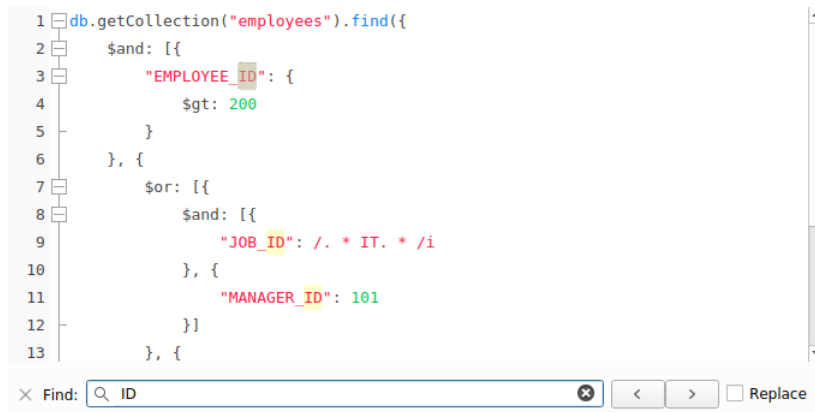 1 db.getCollection("employees").find({
2 $and: [{
3 "EMPLOYEE_ID": {
4 $gt: 200
5 }
6 }, {
7 $or: [{
8 $and: [{
9 "JOB_ID": /. * IT. * /i
10 }, {
11 "MANAGER_ID": 101
12 }]
13 }, {
Find: ID < > Replace